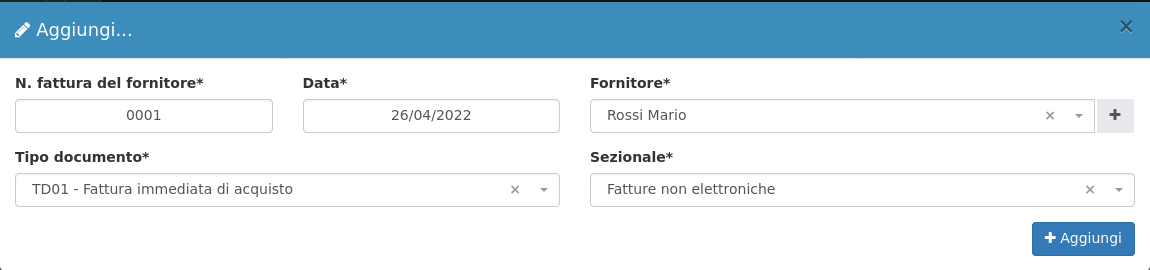 Aggiungi...
N. fattura del fornitore* Data* Fornitore*
0001 26/04/2022 Rossi Mario
Tipo documento* Sezionale*
TD01 - Fattura immediata di acquisto Fatture non elettroniche
Aggiungi